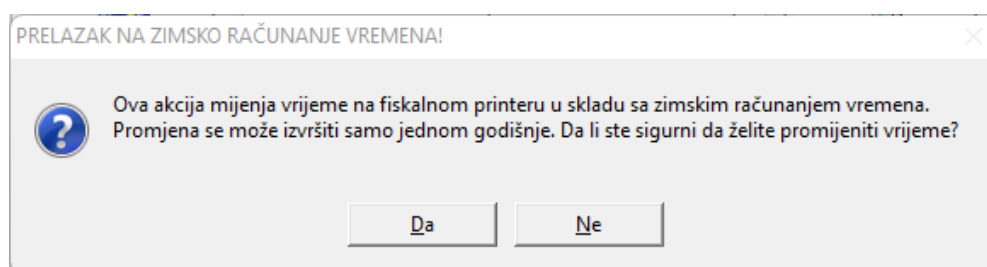 PRELAZAK NA ZIMSKO RAČUNANJE VREMENA!
Ova akcija mijenja vrijeme na fiskalnom printeru u skladu sa zimskim računanjem vremena.
Promjena se može izvršiti samo jednom godišnje. Da li ste sigurni da želite promijeniti vrijeme?
Da
Ne